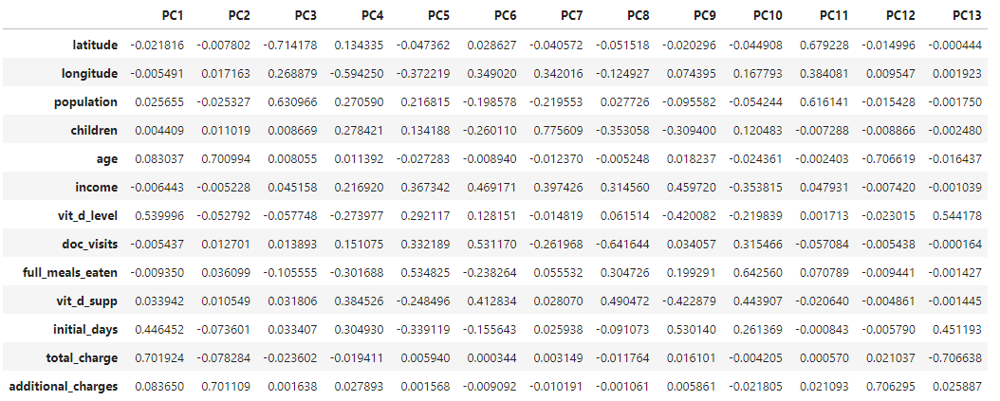 PC1 PC2 PC3 PC4 PC5 PC6 PC7 PC8 PC9 PC10 PC11 PC12 PC13
latitude -0.021816 -0.007802 -0.714178 0.134335 -0.047362 0.028627 -0.040572 -0.051518 -0.020296 -0.044908 0.679228 -0.014996 -0.000444
longitude -0.005491 0.017163 0.268879 -0.594250 -0.372219 0.349020 0.342016 -0.124927 0.074395 0.167793 0.384081 0.009547 0.001923
population 0.025655 -0.025327 0.630966 0.270590 0.216815 -0.198578 -0.219553 0.027726 -0.095582 -0.054244 0.616141 -0.015428 -0.001750
children 0.004409 0.011019 0.008669 0.278421 0.134188 -0.260110 0.775609 -0.353058 -0.309400 0.120483 -0.007288 -0.008866 -0.002480
age 0.083037 0.700994 0.008055 0.011392 -0.027283 -0.008940 -0.012370 -0.005248 0.018237 -0.024361 -0.002403 -0.706619 -0.016437
income -0.006443 -0.005228 0.045158 0.216920 0.367342 0.469171 0.397426 0.314560 0.459720 -0.353815 0.047931 -0.007420 -0.001039
vit_d_level 0.539996 -0.052792 -0.057748 -0.273977 0.292117 0.128151 -0.014819 0.061514 -0.420082 -0.219839 0.001713 -0.023015 0.544178
doc_visits -0.005437 0.012701 0.013893 0.151075 0.332189 0.531170 -0.261968 -0.641644 0.034057 0.315466 -0.057084 -0.005438 -0.000164
full_meals_eaten -0.009350 0.036099 -0.105555 -0.301688 0.534825 -0.238264 0.055532 0.304726 0.199291 0.642560 0.070789 -0.009441 -0.001427
vit_d_supp 0.033942 0.010549 0.031806 0.384526 -0.248496 0.412834 0.028070 0.490472 -0.422879 0.443907 -0.020640 -0.004861 -0.001445
initial_days 0.446452 -0.073601 0.033407 0.304930 -0.339119 -0.155643 0.025938 -0.091073 0.530140 0.261369 -0.000843 -0.005790 0.451193
total_charge 0.701924 -0.078284 -0.023602 -0.019411 0.005940 0.000344 0.003149 -0.011764 0.016101 -0.004205 0.000570 0.021037 -0.706638
additional_charges 0.083650 0.701109 0.001638 0.027893 0.001568 -0.009092 -0.010191 -0.001061 0.005861 -0.021805 0.021093 0.706295 0.025887